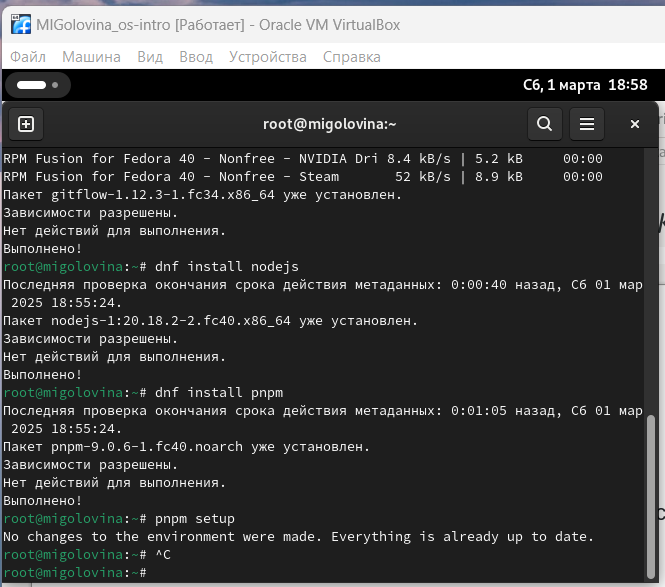 MIGolovina_os-intro [Работает] - Oracle VM VirtualBox
Файл Машина Вид Ввод Устройства Справка
Сб, 1 марта 18:58
root@migolovina:~
RPM Fusion for Fedora 40 - Nonfree - NVIDIA Dri 8.4 kB/s | 5.2 kB 00:00
RPM Fusion for Fedora 40 - Nonfree - Steam 52 kB/s | 8.9 kB 00:00
Пакет gitflow-1.12.3-1.fc34.x86_64 уже установлен.
Зависимости разрешены.
Нет действий для выполнения.
Выполнено!
root@migolovina:~# dnf install nodejs
Последняя проверка окончания срока действия метаданных: 0:00:40 назад, Сб 01 мар
2025 18:55:24.
Пакет nodejs-1:20.18.2-2.fc40.x86_64 уже установлен.
Зависимости разрешены.
Нет действий для выполнения.
Выполнено!
root@migolovina:~# dnf install pnpm
Последняя проверка окончания срока действия метаданных: 0:01:05 назад, Сб 01 мар
2025 18:55:24.
Пакет pnpm-9.0.6-1.fc40.noarch уже установлен.
Зависимости разрешены.
Нет действий для выполнения.
Выполнено!
root@migolovina:~# pnpm setup
No changes to the environment were made. Everything is already up to date.
root@migolovina:~# ^C
root@migolovina:~#